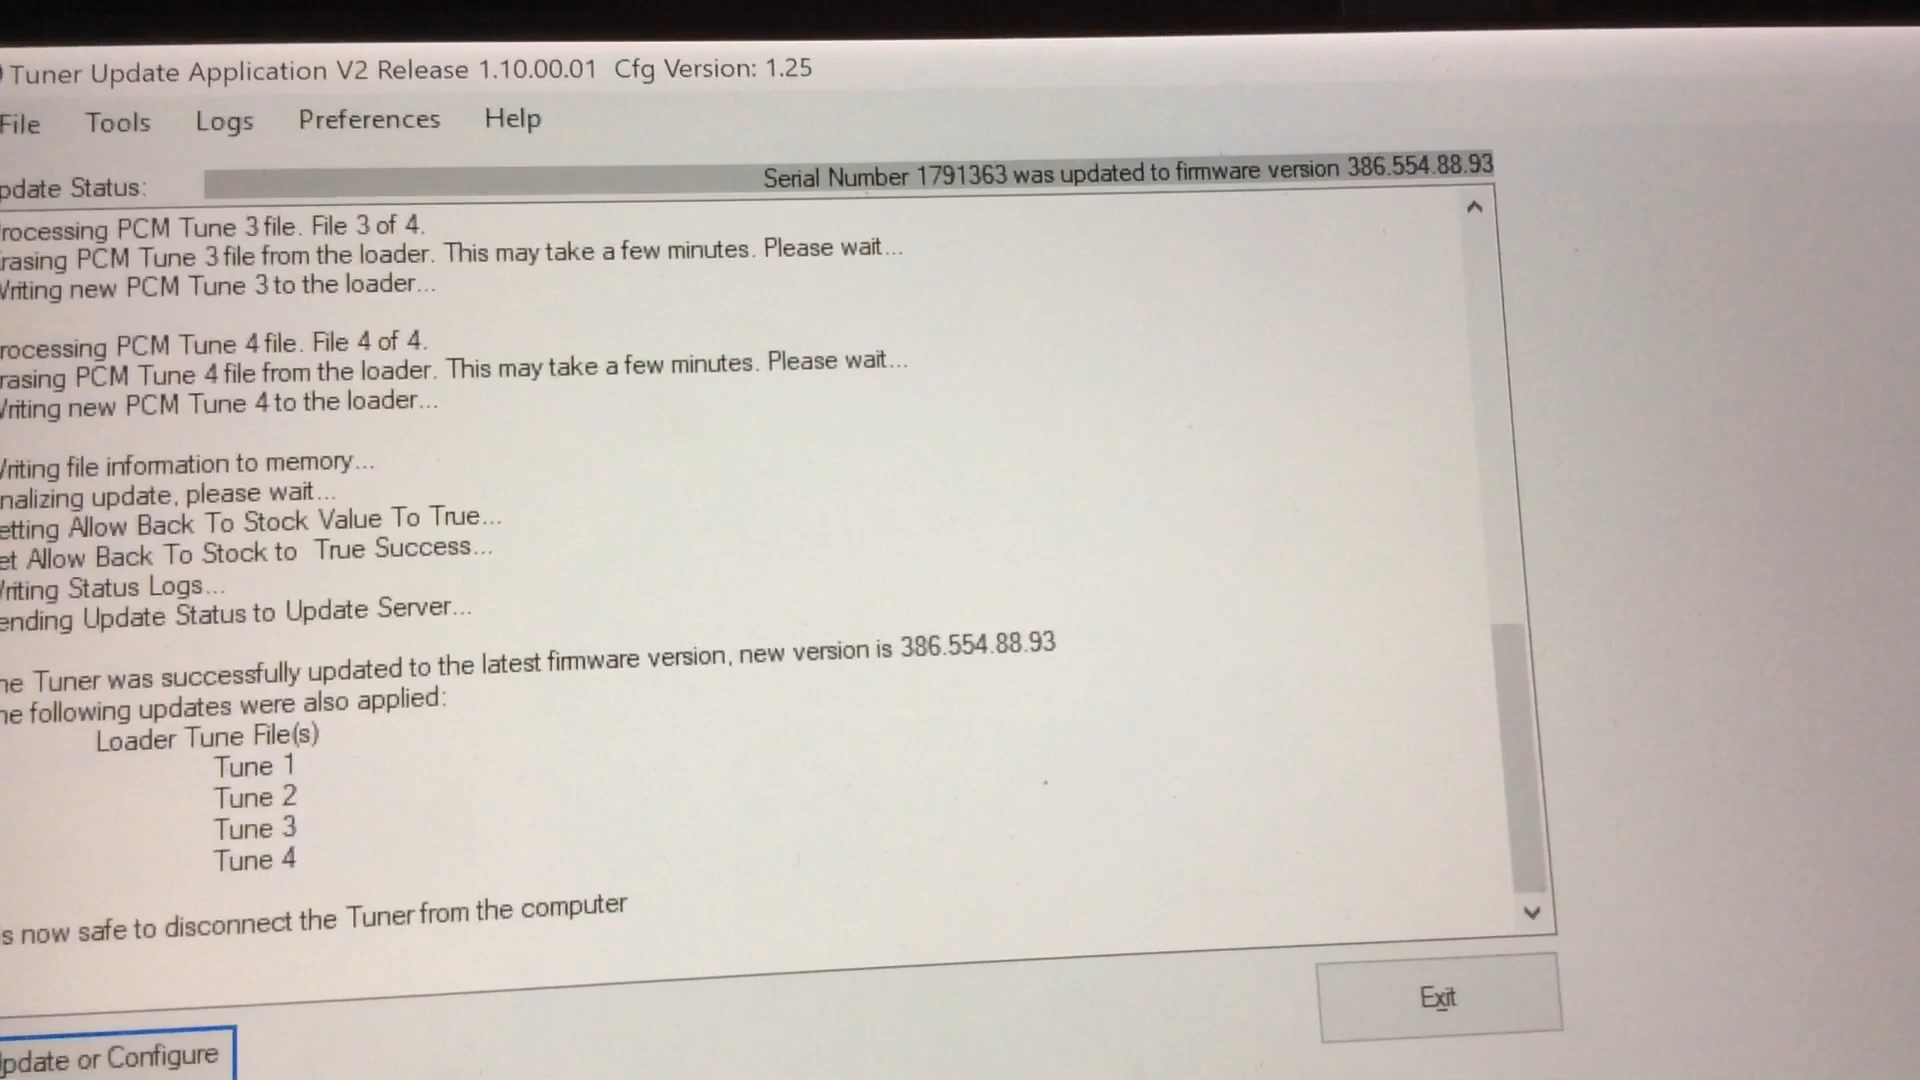 Tuner Update Application V2 Release 1.10.00.01 Cfg Version: 1.25
File Tools Logs Preferences Help
pdate Status: Serial Number 1791363 was updated to firmware version 386.554.88.93
rocessing PCM Tune 3 file. File 3 of 4.
rasing PCM Tune 3 file from the loader. This may take a few minutes. Please wait...
Writing new PCM Tune 3 to the loader...
rocessing PCM Tune 4 file. File 4 of 4.
rasing PCM Tune 4 file from the loader. This may take a few minutes. Please wait...
Writing new PCM Tune 4 to the loader...
Writing file information to memory...
nalizing update, please wait...
etting Allow Back To Stock Value To True...
et Allow Back To Stock to True Success...
Writing Status Logs...
ending Update Status to Update Server...
he Tuner was successfully updated to the latest firmware version, new version is 386.554.88.93
he following updates were also applied:
Loader Tune File(s)
Tune 1
Tune 2
Tune 3
Tune 4
s now safe to disconnect the Tuner from the computer
Exit
pdate or Configure